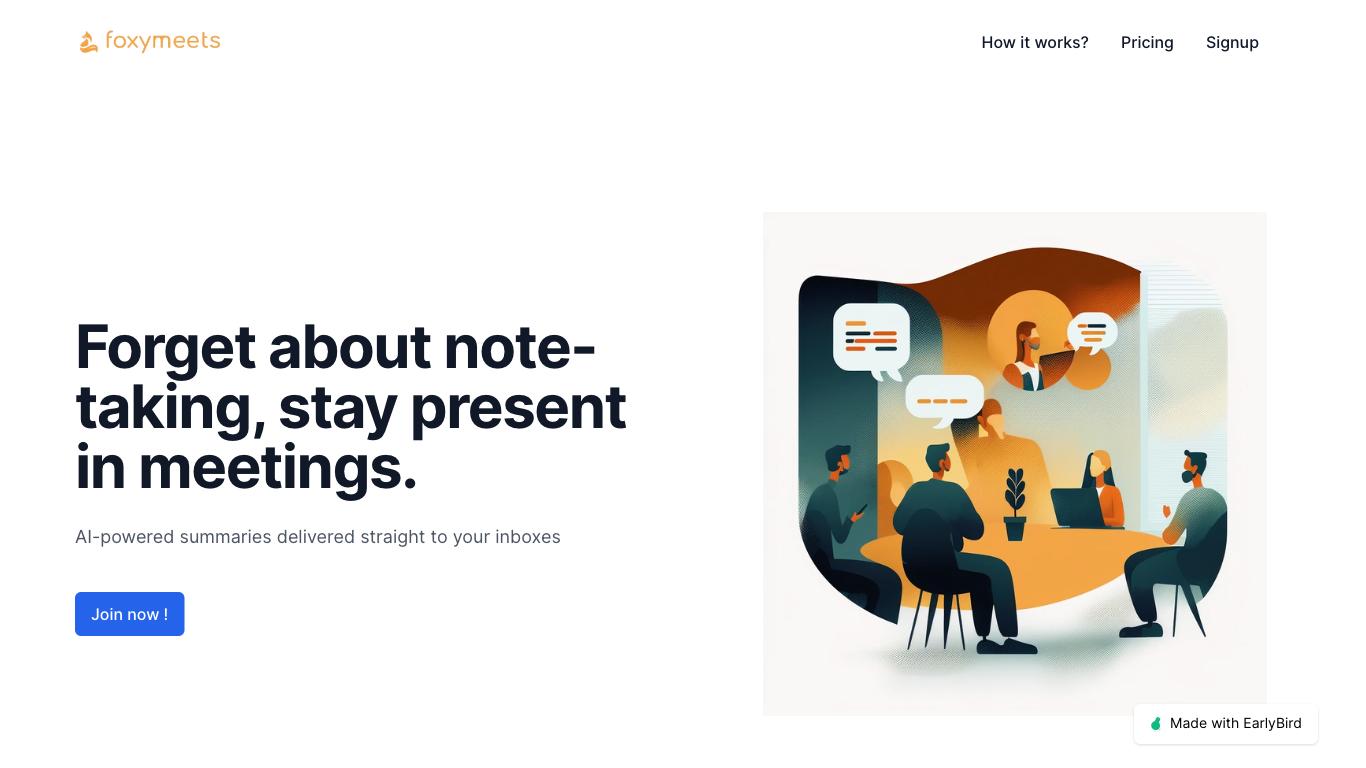 foxymeets
How it works?
Pricing
Signup
Forget about note-
taking, stay present
in meetings.
AI-powered summaries delivered straight to your inboxes
Join now !
Made with EarlyBird